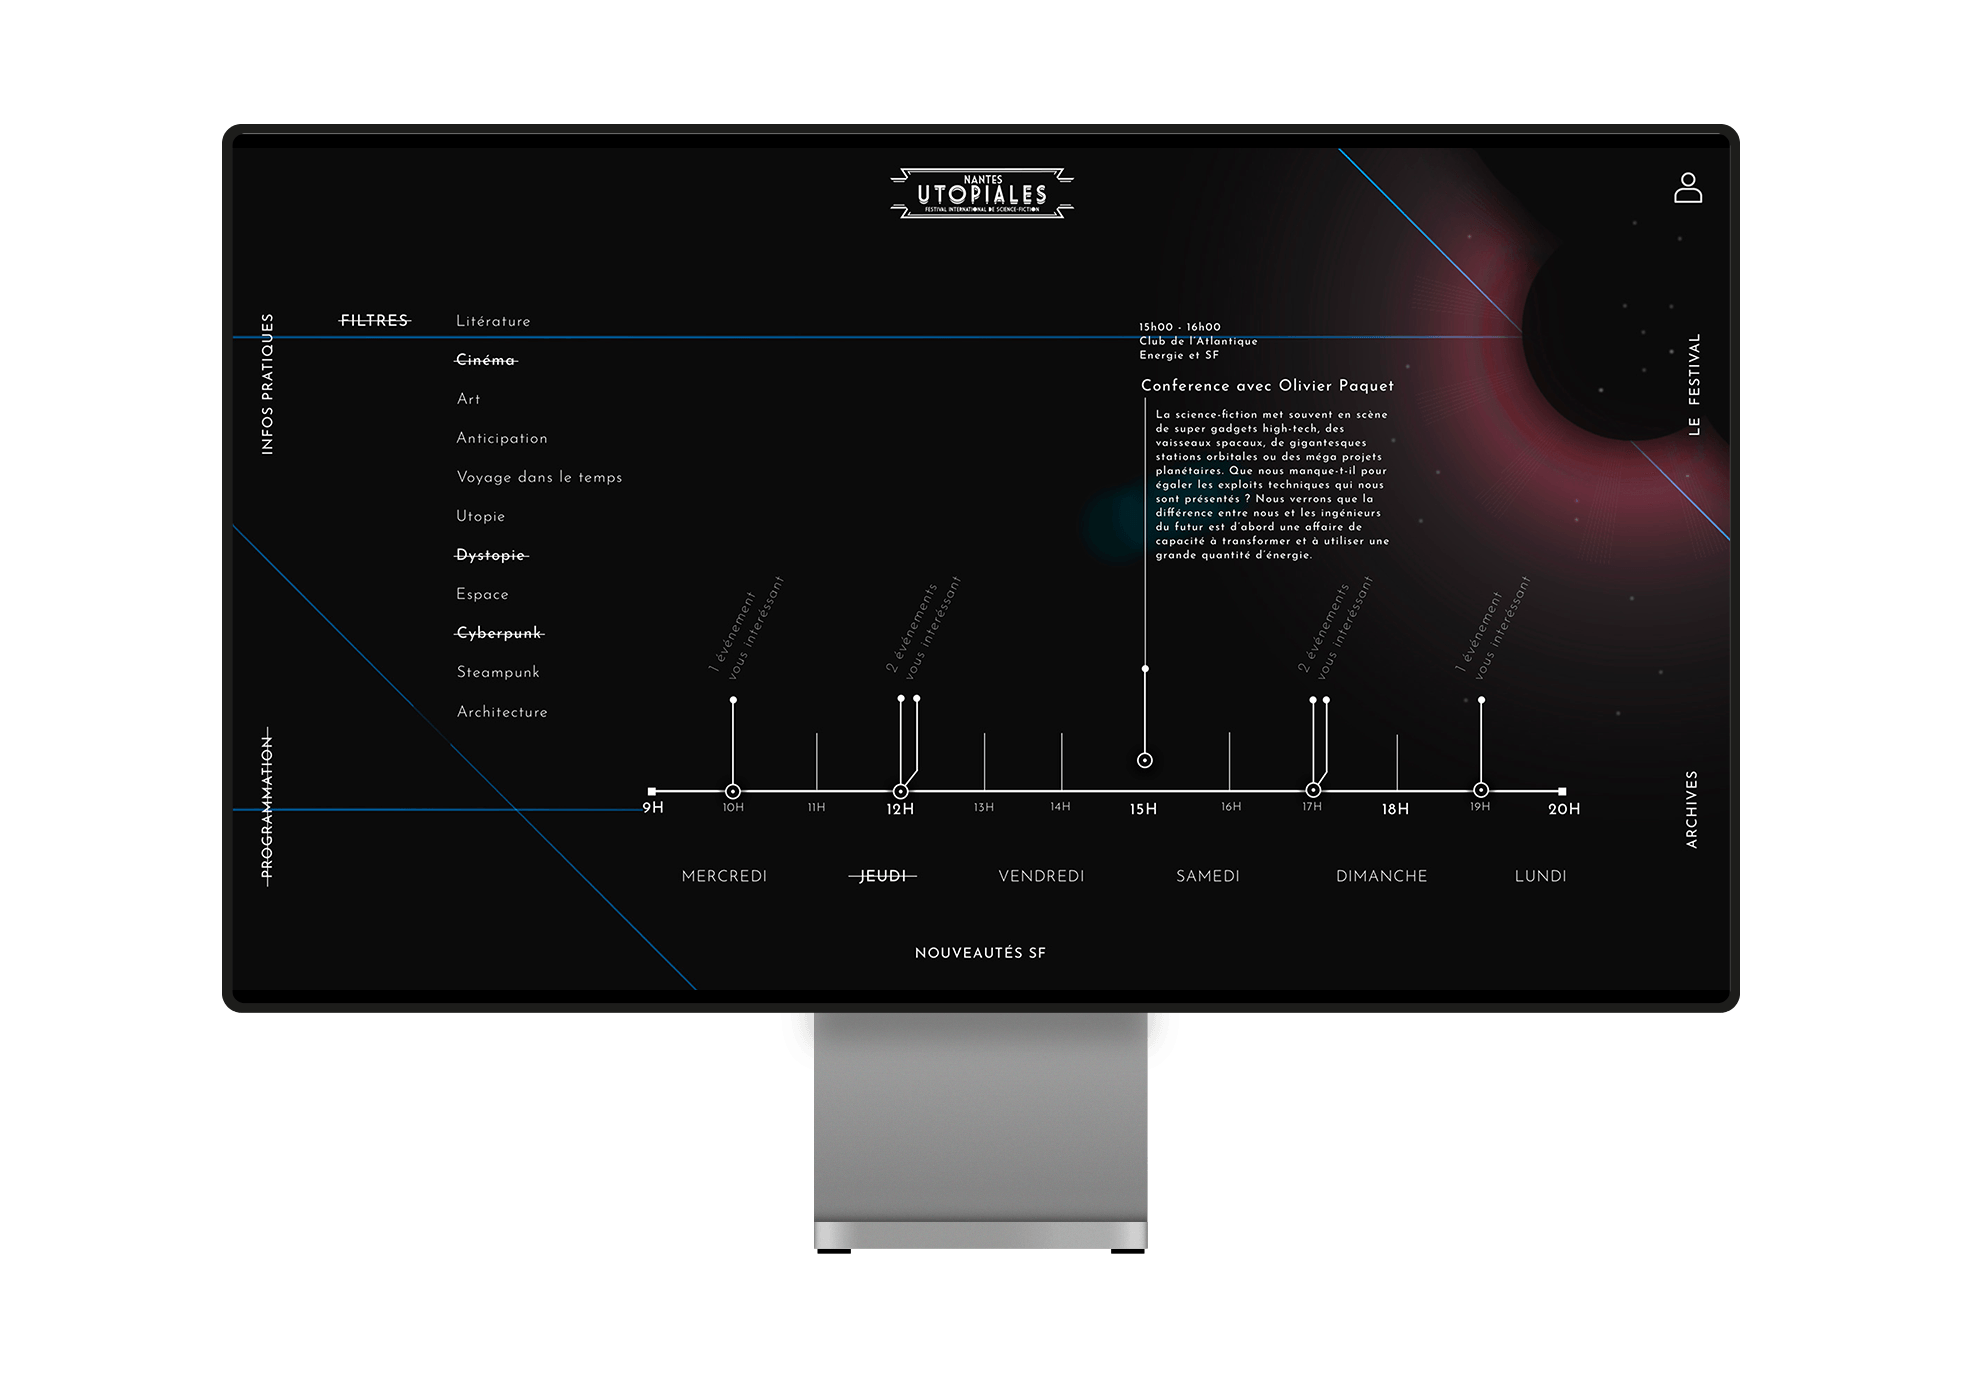 NANTES
UTOPIALES
FESTIVAL INTERNATIONAL DE SCIENCE-FICTION
INFOS PRATIQUES
PROGRAMMATION
FILTRES
Litérature
Cinéma
Art
Anticipation
Voyage dans le temps
Utopie
Dystopie
Espace
Cyberpunk
Steampunk
Architecture
15h00 - 16h00
Club de l'Atlantique
Energie et SF
Conference avec Olivier Paquet
La science-fiction met souvent en scène
de super gadgets high-tech, des
vaisseaux spacaux, de gigantesques
stations orbitales ou des méga projets
planétaires. Que nous manque-t-il pour
égaler les exploits techniques qui nous
sont présentés ? Nous verrons que la
différence entre nous et les ingénieurs
du futur est d'abord une affaire de
capacité à transformer et à utiliser une
grande quantité d'énergie.
1 événement
vous interéssant
2 événements
vous interéssant
2 événements
vous interéssant
1 événement
vous interéssant
9H 10H 11H 12H 13H 14H 15H 16H 17H 18H 19H 20H
MERCREDI JEUDI VENDREDI SAMEDI DIMANCHE LUNDI
NOUVEAUTÉS SF
LE FESTIVAL
ARCHIVES